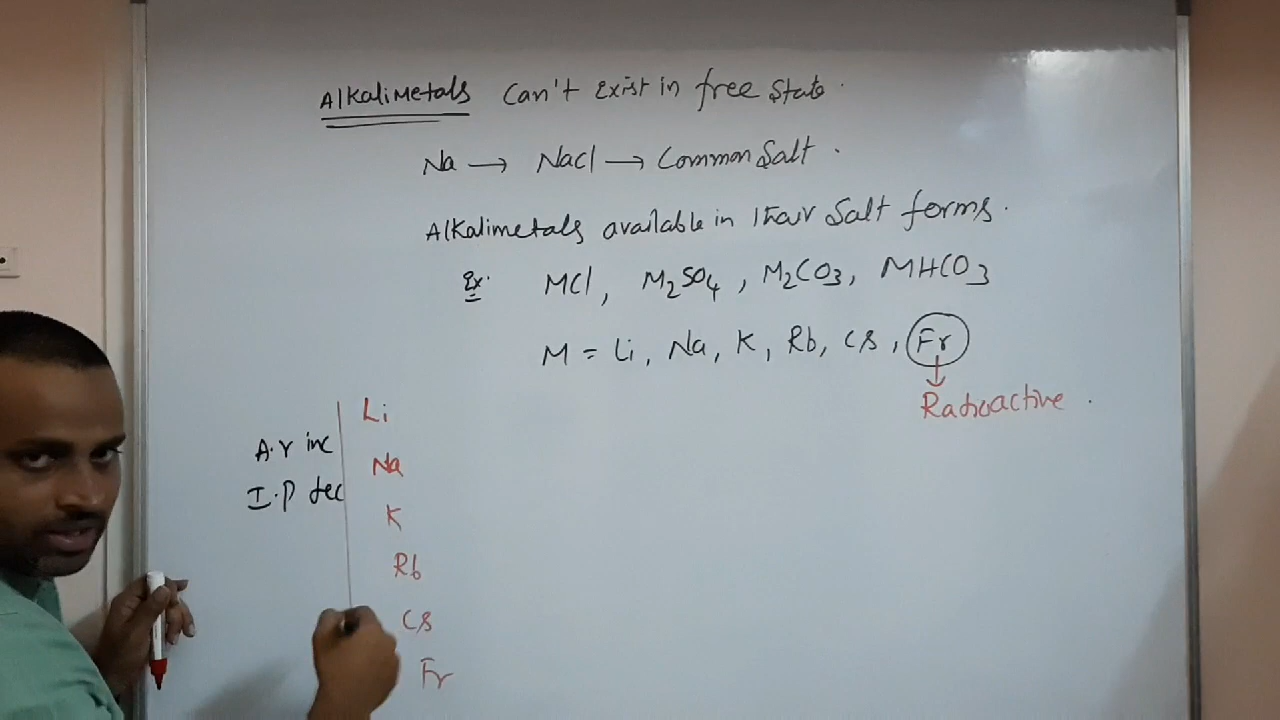 Alkalimetals Can't Exist in free State.
Na → NaCl → Common Salt.
Alkalimetals available in thair Salt forms.
Ex: MCl, M₂SO₄, M₂CO₃, MHCO₃
M = Li, Na, K, Rb, Cs, Fr
Radioactive.
Li
A.r inc
Na
I.P dec
K
Rb
Cs
Fr